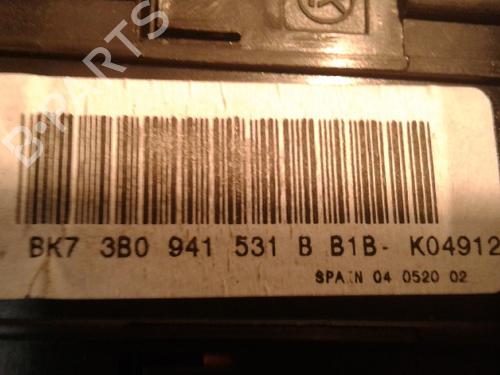 B-PARTS
BK7 3B0 941 531 B B1B- K04912
SPAIN 04 0520 02